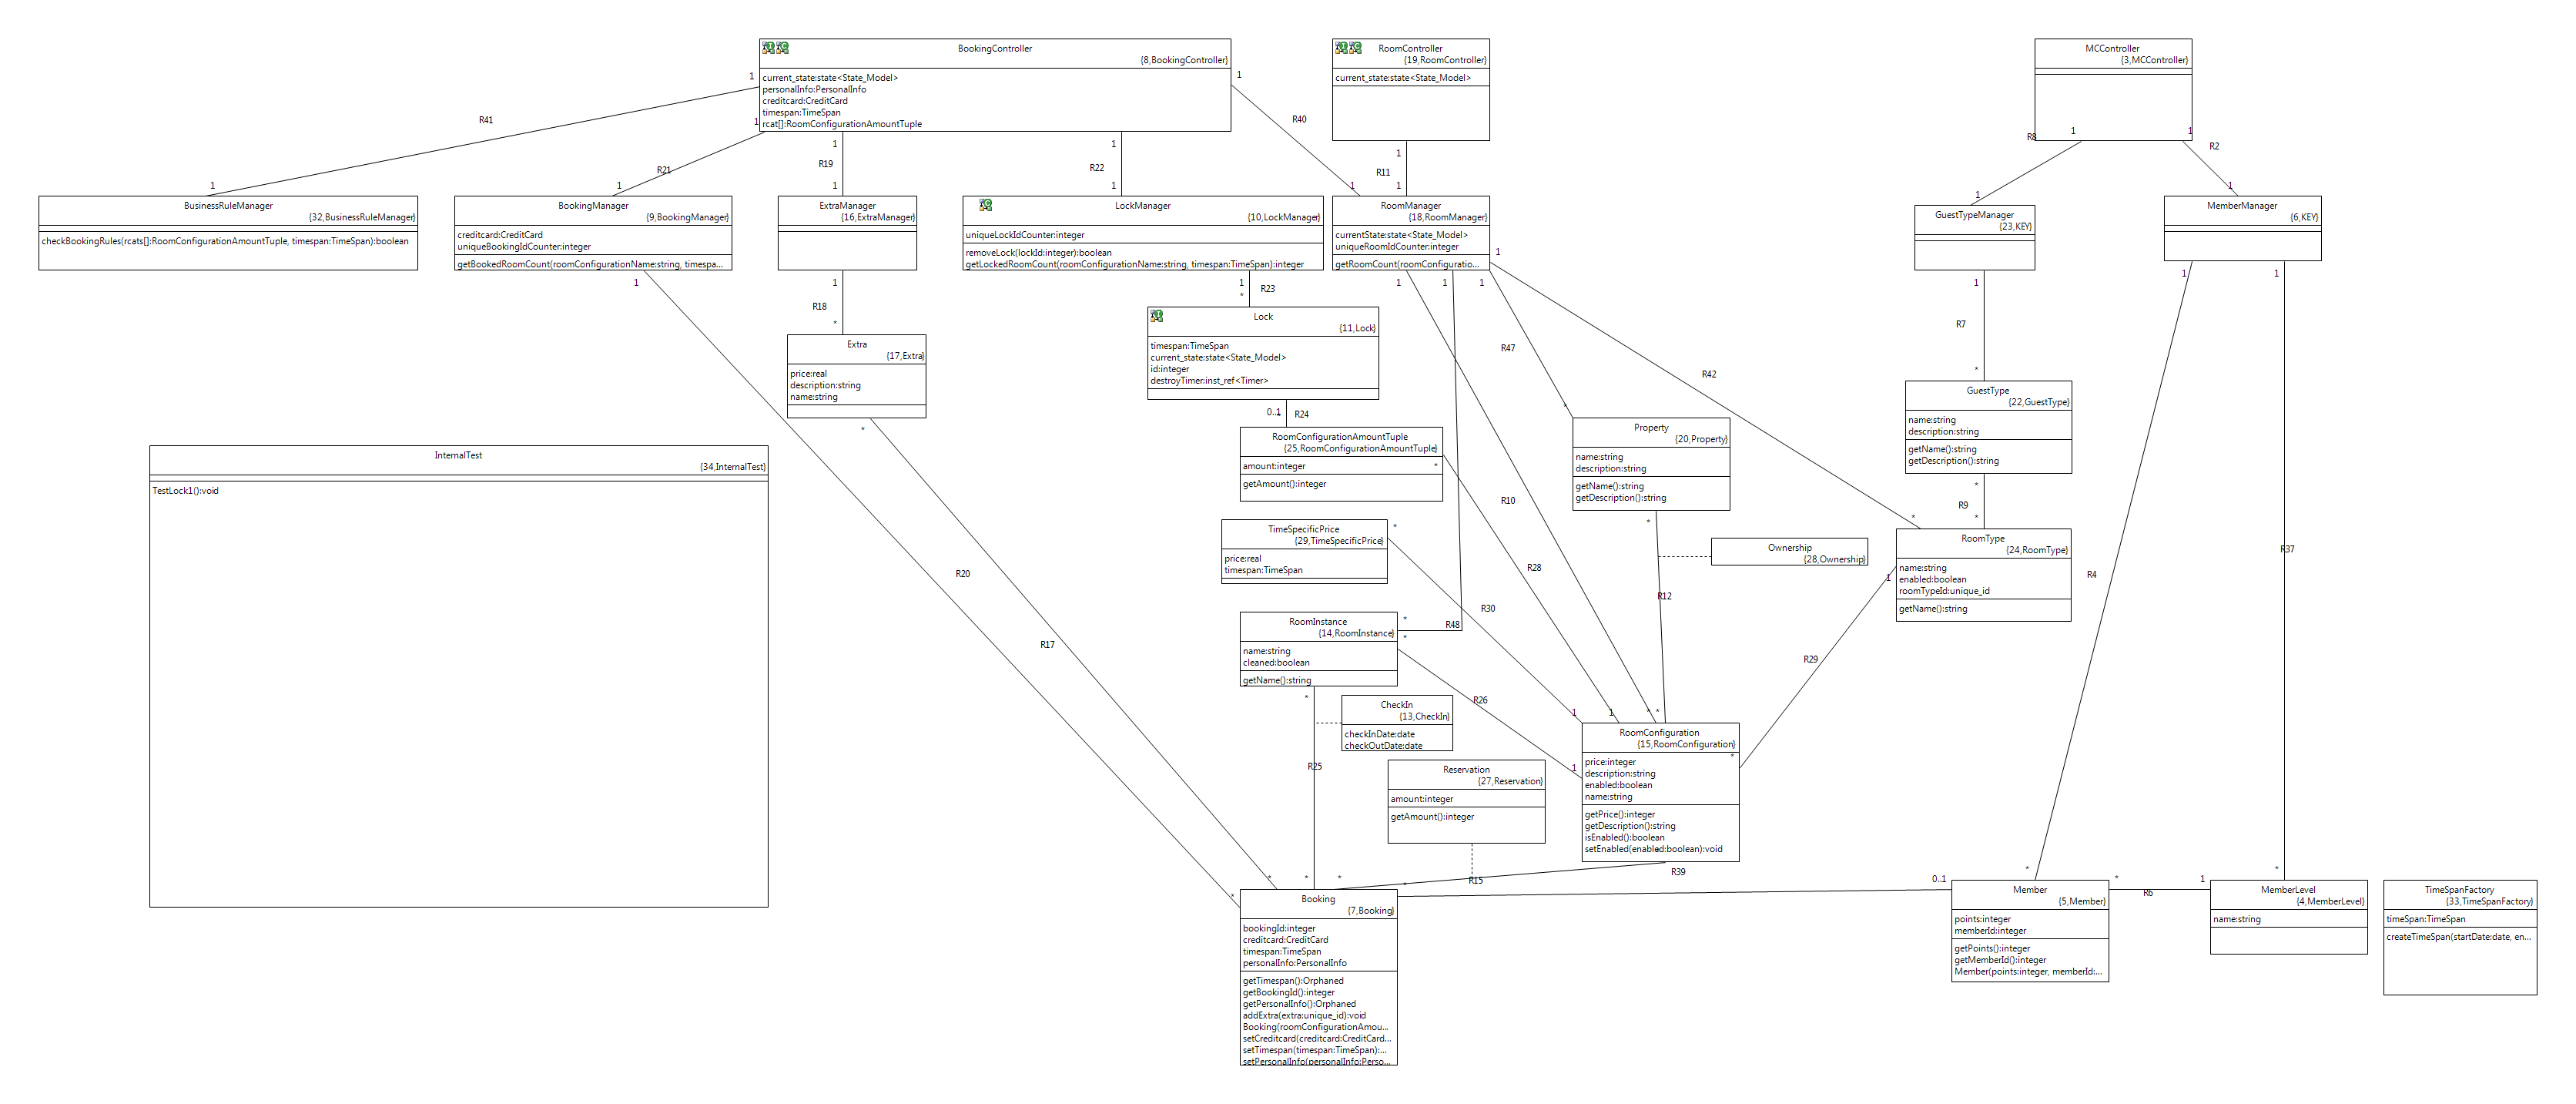 BookingController
{8,BookingController}
current_state:state<State_Model>
personalInfo:PersonalInfo
creditcard:CreditCard
timespan:TimeSpan
rcat[]:RoomConfigurationAmountTuple
RoomController
{19,RoomController}
current_state:state<State_Model>
MCController
{3,MCController}
1
1
1
1
1
1
1
1
R41
R21
R19
R22
R40
R11
R8
R2
1
1
1
1
1
1
1
1
BusinessRuleManager
{32,BusinessRuleManager}
checkBookingRules(rcats[]:RoomConfigurationAmountTuple, timespan:TimeSpan):boolean
BookingManager
{9,BookingManager}
creditcard:CreditCard
uniqueBookingIdCounter:integer
getBookedRoomCount(roomConfigurationName:string, timespa...
ExtraManager
{16,ExtraManager}
LockManager
{10,LockManager}
uniqueLockIdCounter:integer
removeLock(lockId:integer):boolean
getLockedRoomCount(roomConfigurationName:string, timespan:TimeSpan):integer
RoomManager
{18,RoomManager}
currentState:state<State_Model>
uniqueRoomIdCounter:integer
getRoomCount(roomConfiguratio...
GuestTypeManager
{23,KEY}
MemberManager
{6,KEY}
1
1
1
1
1
1
1
1
1
1
R18
R23
R47
R42
R7
*
*
*
Extra
{17,Extra}
price:real
description:string
name:string
*
Lock
{11,Lock}
timespan:TimeSpan
current_state:state<State_Model>
id:integer
destroyTimer:inst_ref<Timer>
0..1
R24
GuestType
{22,GuestType}
name:string
description:string
getName():string
getDescription():string
*
R9
*
*
InternalTest
{34,InternalTest}
TestLock1():void
RoomConfigurationAmountTuple
{25,RoomConfigurationAmountTuple}
amount:integer
*
getAmount():integer
*
Property
{20,Property}
name:string
description:string
getName():string
getDescription():string
*
R10
TimeSpecificPrice
{29,TimeSpecificPrice}
price:real
timespan:TimeSpan
*
Ownership
{28,Ownership}
RoomType
{24,RoomType}
name:string
enabled:boolean
roomTypeId:unique_id
getName():string
1
R20
R28
R12
R4
R37
R30
R48
R17
R29
RoomInstance
{14,RoomInstance}
name:string
cleaned:boolean
getName():string
*
*
*
R26
CheckIn
{13,CheckIn}
checkInDate:date
checkOutDate:date
R25
1
1
*
*
1
RoomConfiguration
{15,RoomConfiguration}
*
price:integer
description:string
enabled:boolean
name:string
getPrice():integer
getDescription():string
isEnabled():boolean
setEnabled(enabled:boolean):void
*
Reservation
{27,Reservation}
amount:integer
getAmount():integer
R39
R15
*
*
*
*
*
0..1
*
*
Booking
{7,Booking}
bookingId:integer
creditcard:CreditCard
timespan:TimeSpan
personalInfo:PersonalInfo
getTimespan():Orphaned
getBookingId():integer
getPersonalInfo():Orphaned
addExtra(extra:unique_id):void
Booking(roomConfigurationAmou...
setCreditcard(creditcard:CreditCard...
setTimespan(timespan:TimeSpan):...
setPersonalInfo(personalInfo:Perso...
Member
{5,Member}
points:integer
memberId:integer
getPoints():integer
getMemberId():integer
Member(points:integer, memberId:...
*
R6
1
MemberLevel
{4,MemberLevel}
name:string
TimeSpanFactory
{33,TimeSpanFactory}
timeSpan:TimeSpan
createTimeSpan(startDate:date, en...